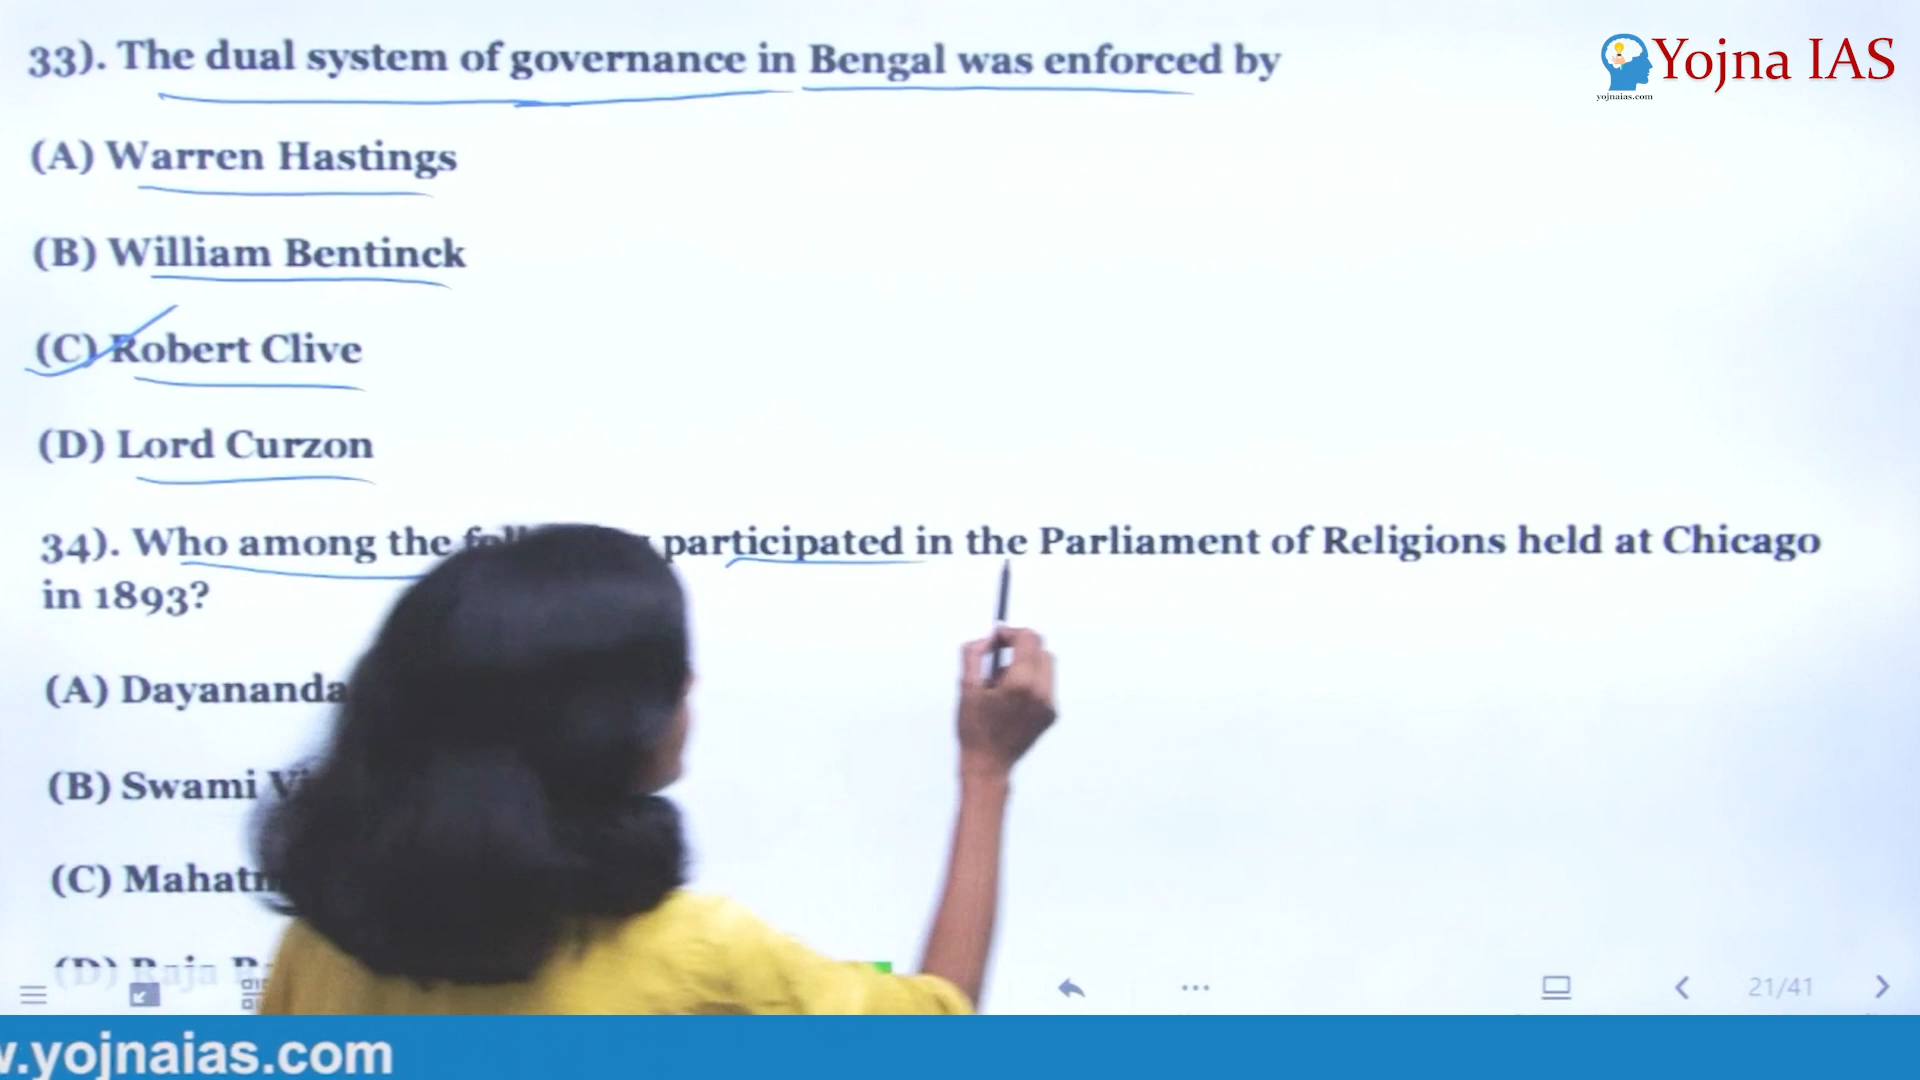 33). The dual system of governance in Bengal was enforced by
Yojna IAS
yojnaias.com
(A) Warren Hastings
(B) William Bentinck
(C) Robert Clive
(D) Lord Curzon
34). Who among the participated in the Parliament of Religions held at Chicago
in 1893?
(A) Dayananda
(B) Swami
(C)
(D) Raja
21/41
.yojnaias.com